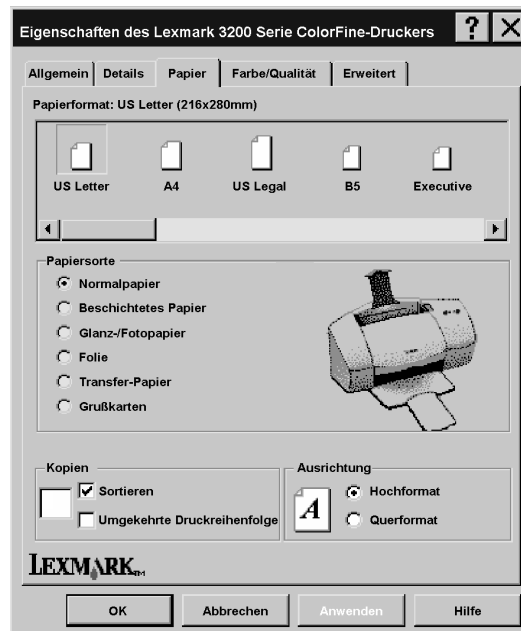 Eigenschaften des Lexmark 3200 Serie ColorFine-Druckers ? X
Allgemein Details Papier Farbe/Qualität Erweitert
Papierformat: US Letter (216x280mm)
US Letter A4 US Legal B5 Executive
Papiersorte
Normalpapier
Beschichtetes Papier
Glanz-/Fotopapier
Folie
Transfer-Papier
Grußkarten
Kopien
Sortieren
Umgekehrte Druckreihenfolge
Ausrichtung
A
Hochformat
Querformat
LEXMARK™
OK Abbrechen Anwenden Hilfe